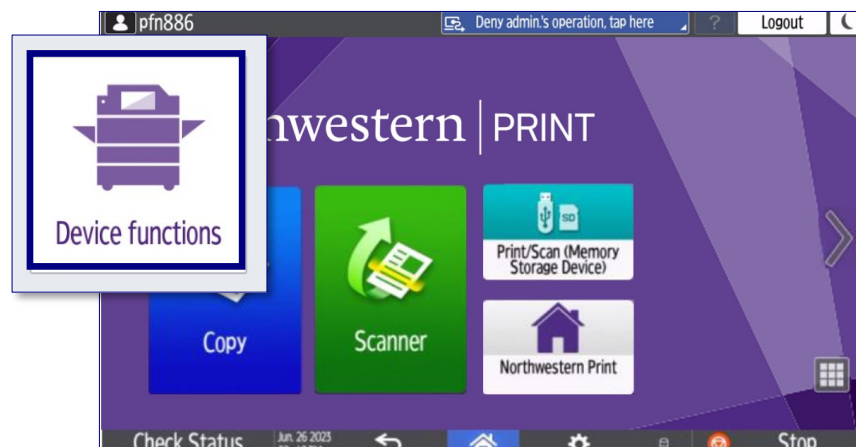 pfn886
Deny admin.'s operation, tap here
?
Logout
nwestern | PRINT
Device functions
SD
Print/Scan (Memory
Storage Device)
Copy
Scanner
Northwestern Print
Check Status
Jun. 26 2023
Stop